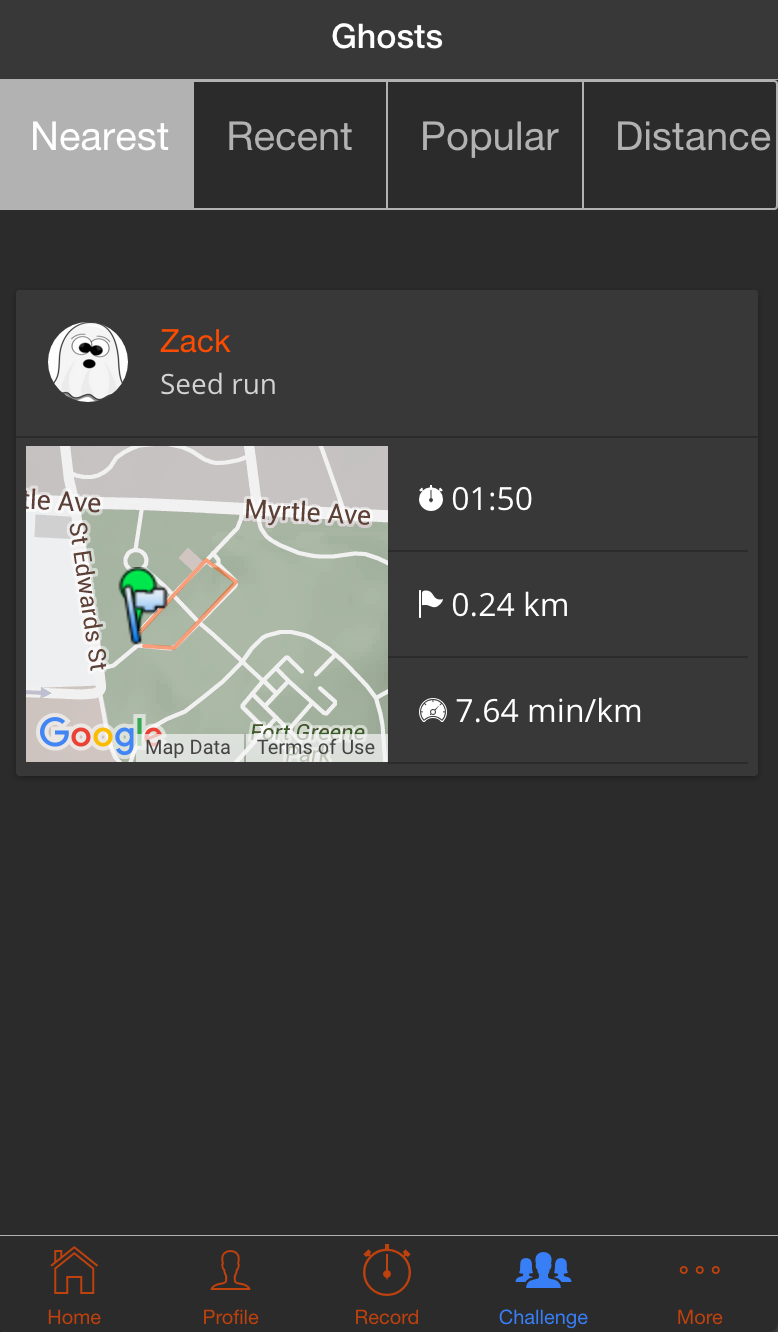 Ghosts
Nearest Recent Popular Distance
Zack
Seed run
tle Ave
Myrtle Ave
St Edwards St
Fort Greene
Park
Google
Map Data Terms of Use
01:50
0.24 km
7.64 min/km
Home Profile Record Challenge More